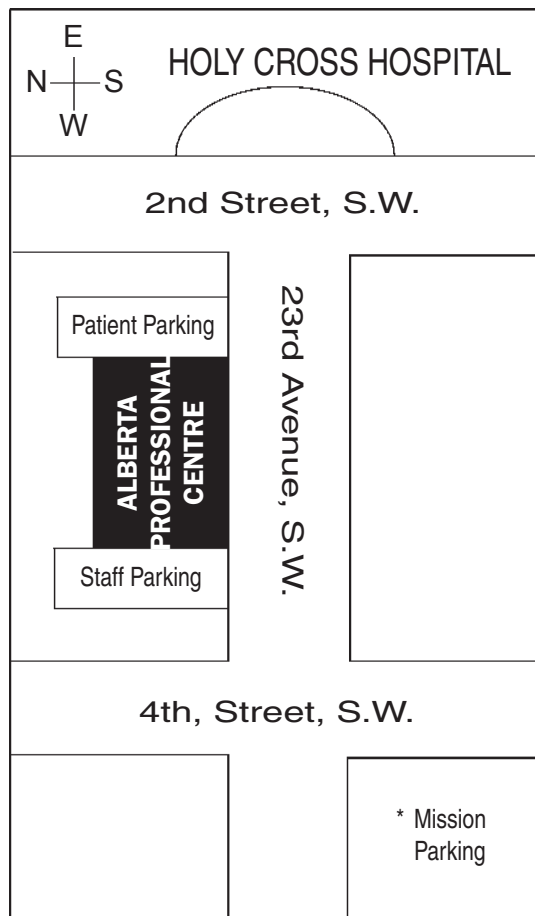 E
N S
W
HOLY CROSS HOSPITAL
2nd Street, S.W.
23rd Avenue, S.W.
Patient Parking
ALBERTA
PROFESSIONAL
CENTRE
Staff Parking
4th, Street, S.W.
* Mission
Parking